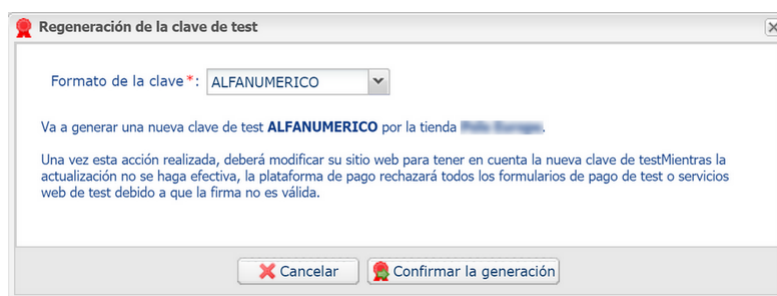 Regeneración de la clave de test
Formato de la clave*: ALFANUMERICO
Va a generar una nueva clave de test ALFANUMERICO por la tienda
Una vez esta acción realizada, deberá modificar su sitio web para tener en cuenta la nueva clave de testMientras la
actualización no se haga efectiva, la plataforma de pago rechazará todos los formularios de pago de test o servicios
web de test debido a que la firma no es válida.
Cancelar Confirmar la generación